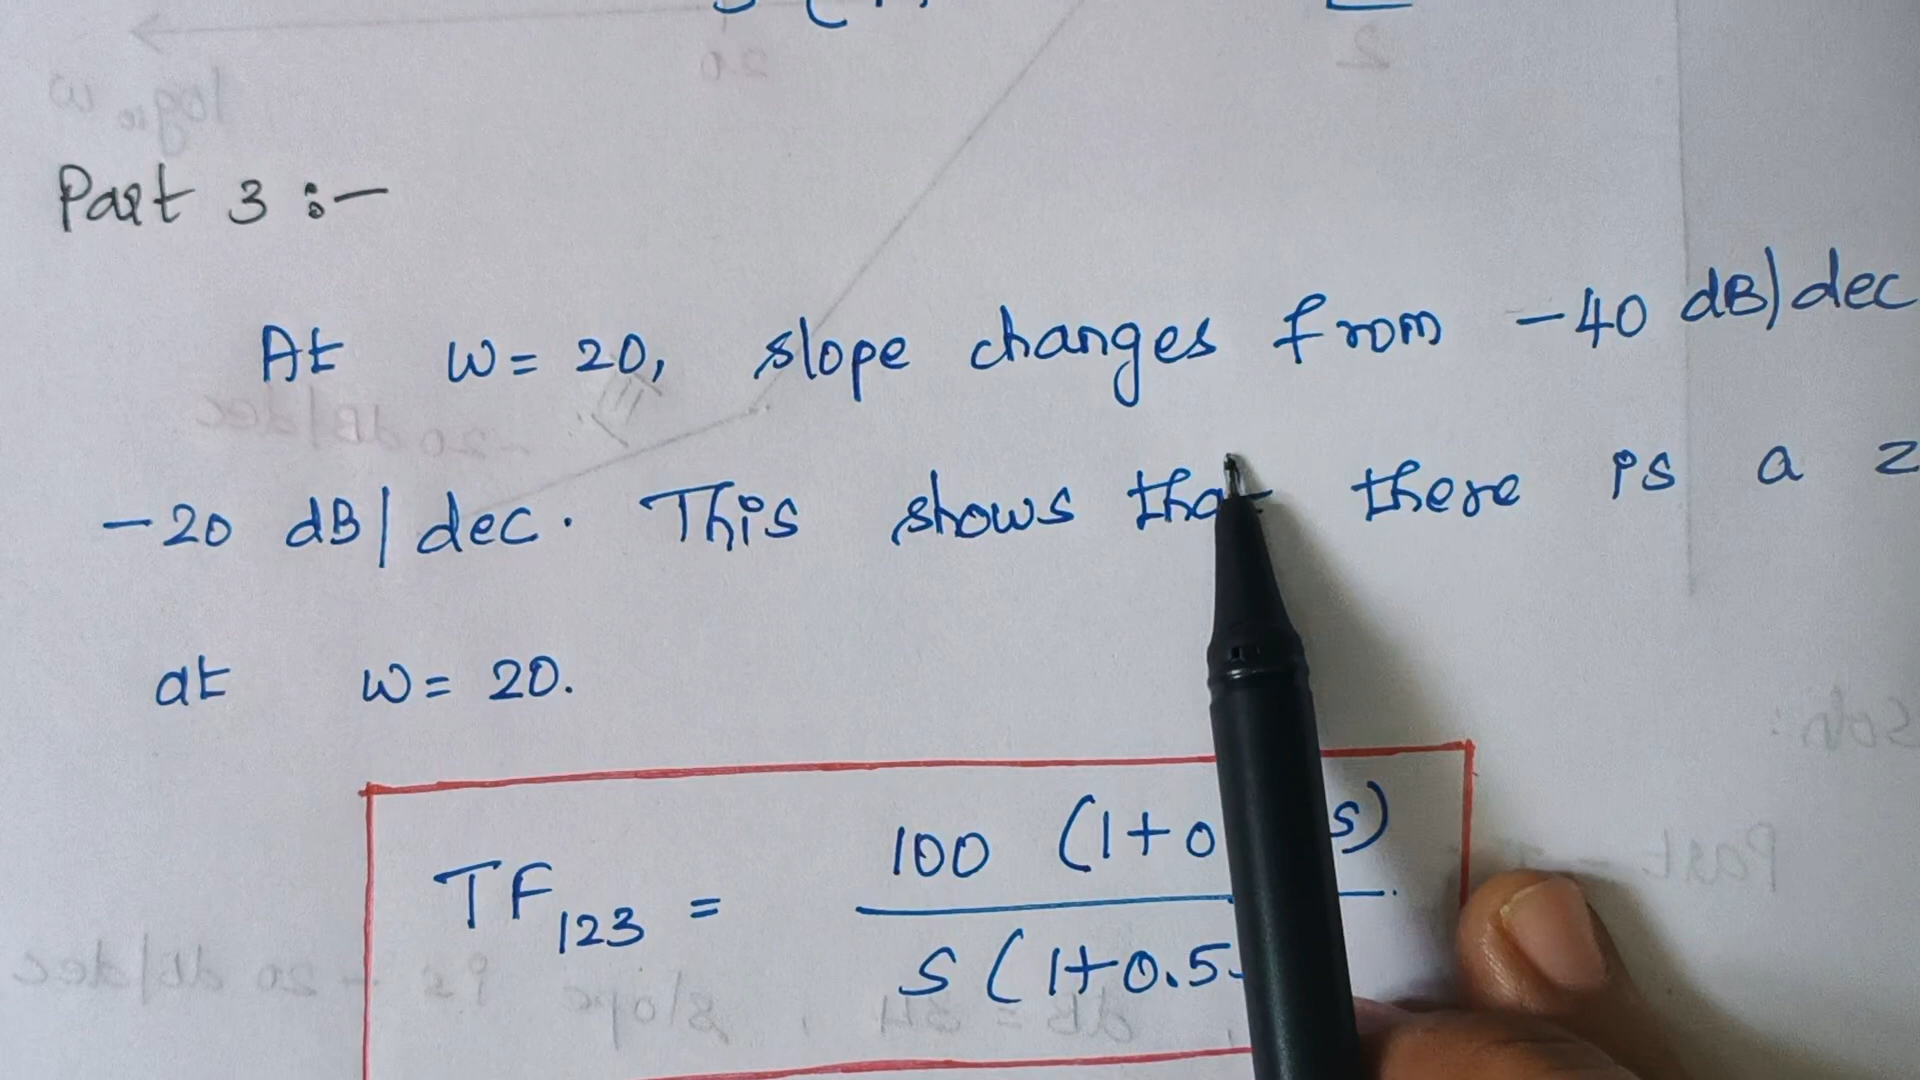 Part 3 :-
At w = 20, slope changes from -40 dB/dec
-20 dB/dec. This shows that there is a
at w = 20.
100 (1+0 s)
TF123 =
s(1+0.5